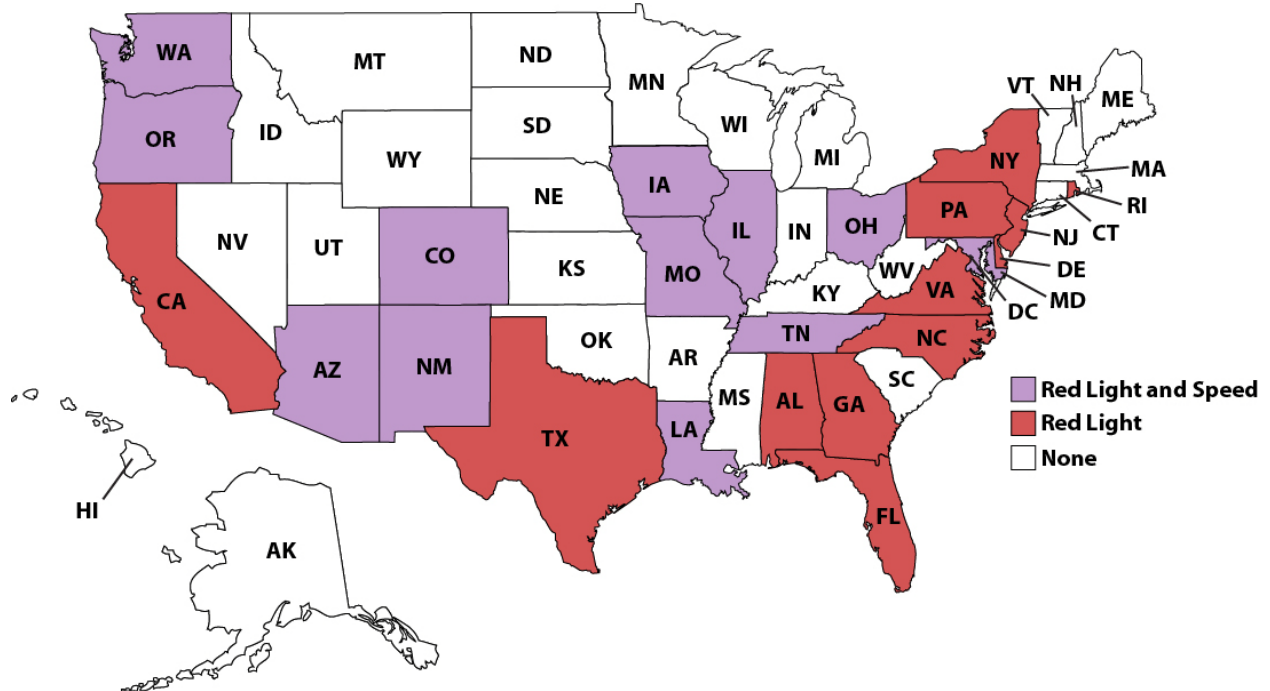 WA
MT
ND
MN
VT
NH
ME
OR
ID
SD
WI
MI
NY
MA
WY
IA
NE
PA
RI
NV
UT
CO
KS
MO
IL
IN
OH
NJ
CT
WV
VA
DE
MD
DC
KY
CA
AZ
NM
OK
AR
TN
NC
SC
MS
AL
GA
TX
LA
FL
HI
AK
Red Light and Speed
Red Light
None